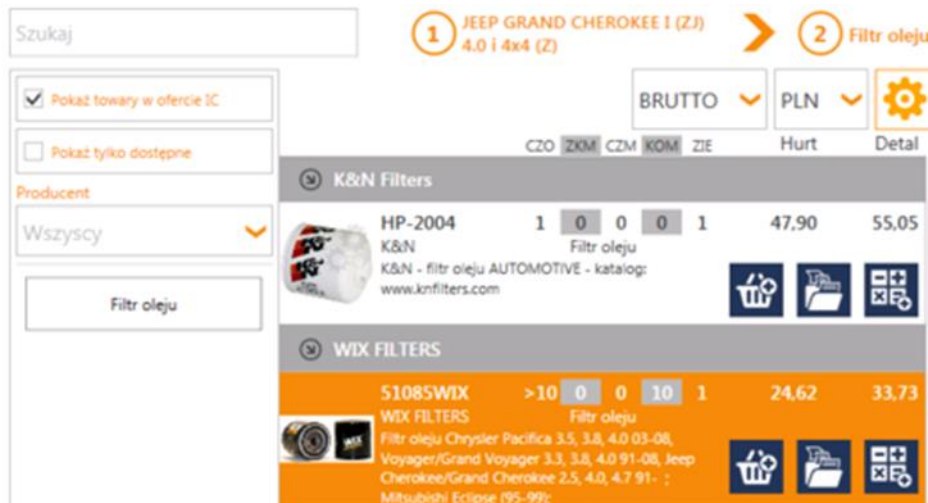 Szukaj
1 JEEP GRAND CHEROKEE I (ZJ)
4.0 i 4x4 (Z)
2 Filtr oleju
Pokaż towary w ofercie IC
Pokaż tylko dostępne
Producent
Wszyscy
Filtr oleju
BRUTTO PLN
CZO ZKM CZM KOM ZIE Hurt Detal
K&N Filters
HP-2004 1 0 0 0 1 47,90 55,05
K&N Filtr oleju
K&N - filtr oleju AUTOMOTIVE - katalog:
www.knfilters.com
WIX FILTERS
51085WIX >10 0 0 10 1 24,62 33,73
WIX FILTERS Filtr oleju
Filtr oleju Chrysler Pacifica 3.5, 3.8, 4.0 03-08,
Voyager/Grand Voyager 3.3, 3.8, 4.0 91-08, Jeep
Cherokee/Grand Cherokee 2.5, 4.0, 4.7 91- ;
Mitsubishi Eclipse (95-99);